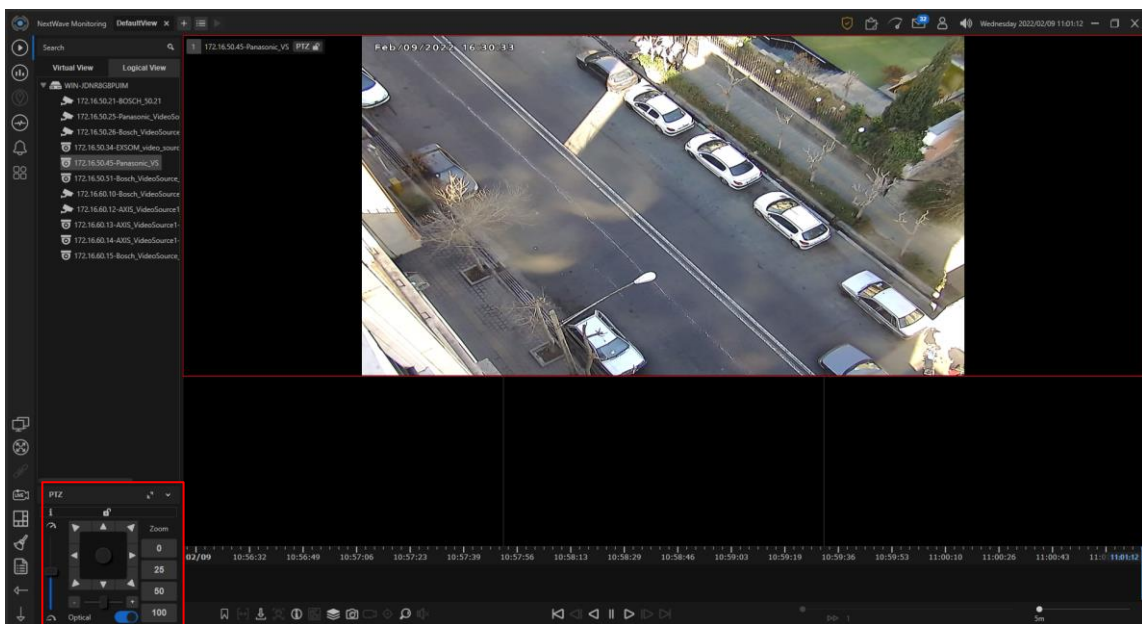 NextWave Monitoring DefaultView × +
Wednesday 2022/02/09 11:01:12
32
Search
Virtual View Logical View
WIN-JDNR8G8PUIM
172.16.50.21-BOSCH_50.21
172.16.50.25-Panasonic_VideoSo
172.16.50.26-Bosch_VideoSource
172.16.50.34-EXSOM_video_sourc
172.16.50.45-Panasonic_VS
172.16.50.51-Bosch_VideoSource_
172.16.60.10-Bosch_VideoSource
172.16.60.12-AXIS_VideoSource1
172.16.60.13-AXIS_VideoSource1-
172.16.60.14-AXIS_VideoSource1-
172.16.60.15-Bosch_VideoSource_
1 172.16.50.45-Panasonic_VS PTZ
Feb/09/2022 16:30:33
LIVE
PTZ
i
Zoom
0
25
50
100
- +
Optical
02/09 10:56:32 10:56:49 10:57:06 10:57:23 10:57:39 10:57:56 10:58:13 10:58:29 10:58:46 10:59:03 10:59:19 10:59:36 10:59:53 11:00:10 11:00:26 11:00:43 11:0 11:01:12
1 5m